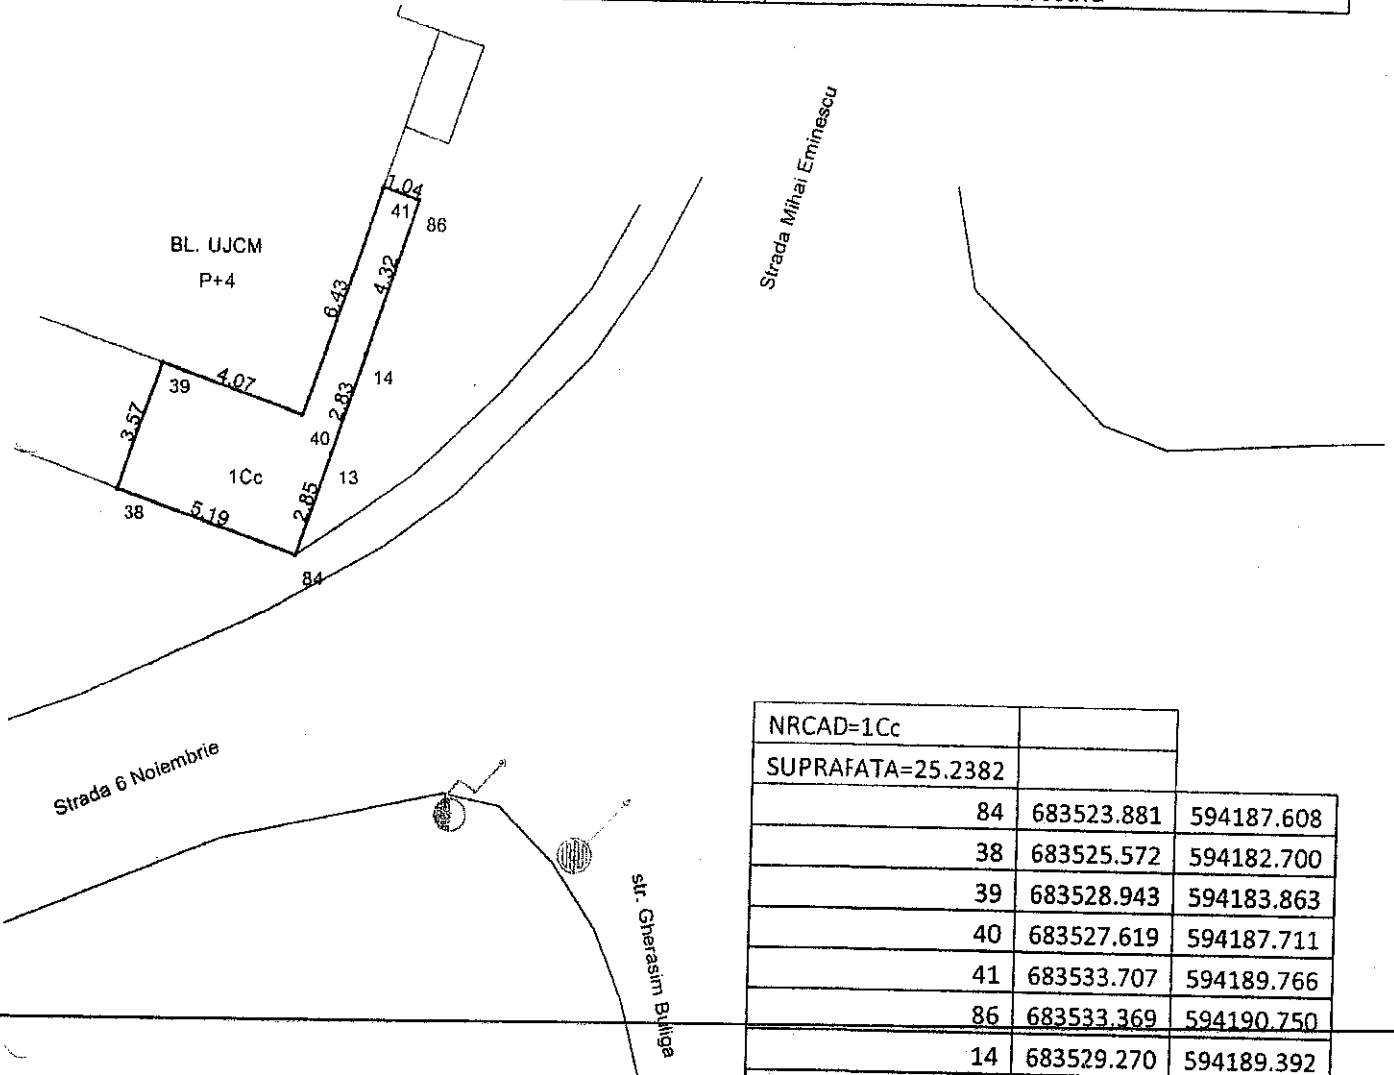 Strada Mihai Eminescu
1.04
41
86
BL. UJCM
P+4
4.32
6.43
14
39
4.07
2.83
3.57
40
1Cc
13
2.85
38
5.19
84
Strada 6 Noiembrie
str. Gherasim Buliga
NRCAD=1Cc
SUPRAFATA=25.2382
84 683523.881 594187.608
38 683525.572 594182.700
39 683528.943 594183.863
40 683527.619 594187.711
41 683533.707 594189.766
86 683533.369 594190.750
14 683529.270 594189.392